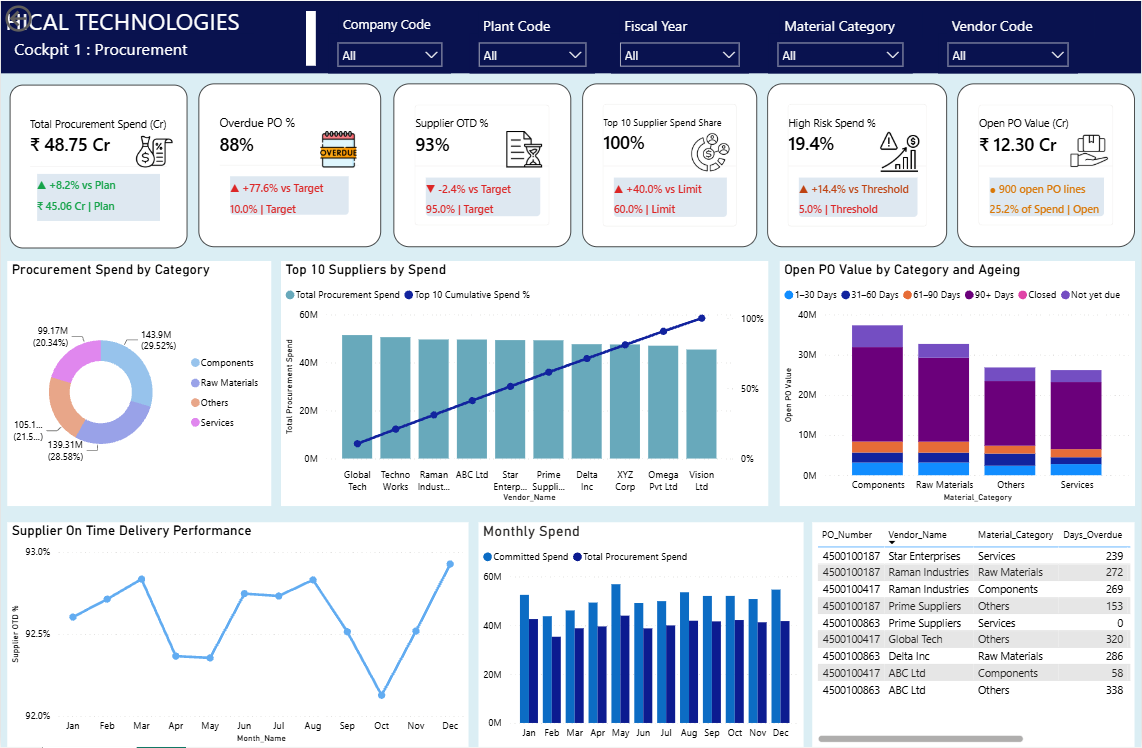 HICAL TECHNOLOGIES
Cockpit 1 : Procurement
Company Code
All
Plant Code
All
Fiscal Year
All
Material Category
All
Vendor Code
All
Total Procurement Spend (Cr)
₹ 48.75 Cr
▲ +8.2% vs Plan
₹ 45.06 Cr | Plan
Overdue PO %
88%
OVERDUE
▲ +77.6% vs Target
10.0% | Target
Supplier OTD %
93%
▼ -2.4% vs Target
95.0% | Target
Top 10 Supplier Spend Share
100%
▲ +40.0% vs Limit
60.0% | Limit
High Risk Spend %
19.4%
▲ +14.4% vs Threshold
5.0% | Threshold
Open PO Value (Cr)
₹ 12.30 Cr
● 900 open PO lines
25.2% of Spend | Open
Procurement Spend by Category
99.17M
(20.34%)
143.9M
(29.52%)
105.1...
(21.5...)
139.31M
(28.58%)
Components
Raw Materials
Others
Services
Top 10 Suppliers by Spend
Total Procurement Spend Top 10 Cumulative Spend %
Total Procurement Spend
60M
40M
20M
0M
100%
50%
0%
Global Tech
Techno Works
Raman Indust...
ABC Ltd
Star Enterp...
Prime Suppli...
Delta Inc
XYZ Corp
Omega Pvt Ltd
Vision Ltd
Vendor_Name
Open PO Value by Category and Ageing
1–30 Days 31–60 Days 61–90 Days 90+ Days Closed Not yet due
Open PO Value
40M
30M
20M
10M
0M
Components Raw Materials Others Services
Material_Category
Supplier On Time Delivery Performance
Supplier OTD %
93.0%
92.5%
92.0%
Jan Feb Mar Apr May Jun Jul Aug Sep Oct Nov Dec
Month_Name
Monthly Spend
Committed Spend Total Procurement Spend
60M
40M
20M
0M
Jan Feb Mar Apr May Jun Jul Aug Sep Oct Nov Dec
PO_Number Vendor_Name Material_Category Days_Overdue
4500100187 Star Enterprises Services 239
4500100187 Raman Industries Raw Materials 272
4500100417 Raman Industries Components 269
4500100187 Prime Suppliers Others 153
4500100863 Prime Suppliers Services 0
4500100417 Global Tech Others 320
4500100863 Delta Inc Raw Materials 286
4500100417 ABC Ltd Components 58
4500100863 ABC Ltd Others 338